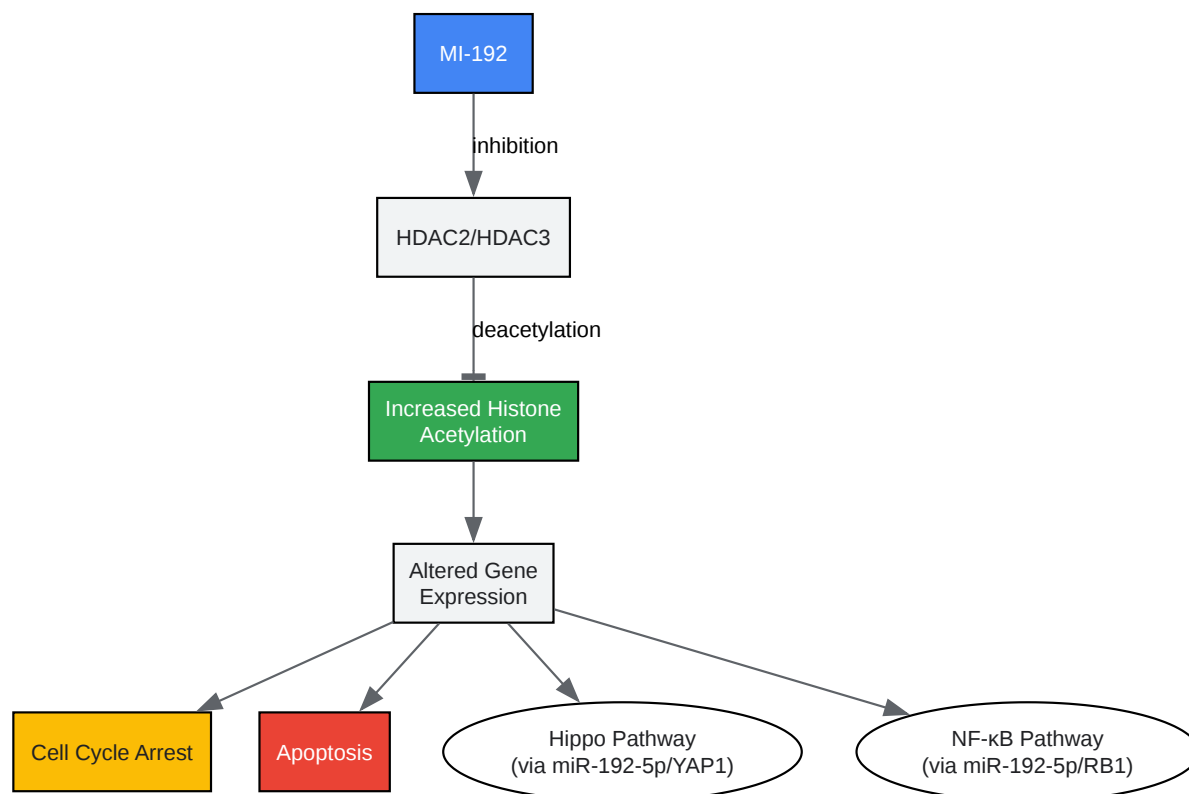 MI-192
inhibition
HDAC2/HDAC3
deacetylation
Increased Histone
Acetylation
Altered Gene
Expression
Cell Cycle Arrest
Apoptosis
Hippo Pathway
(via miR-192-5p/YAP1)
NF-κB Pathway
(via miR-192-5p/RB1)